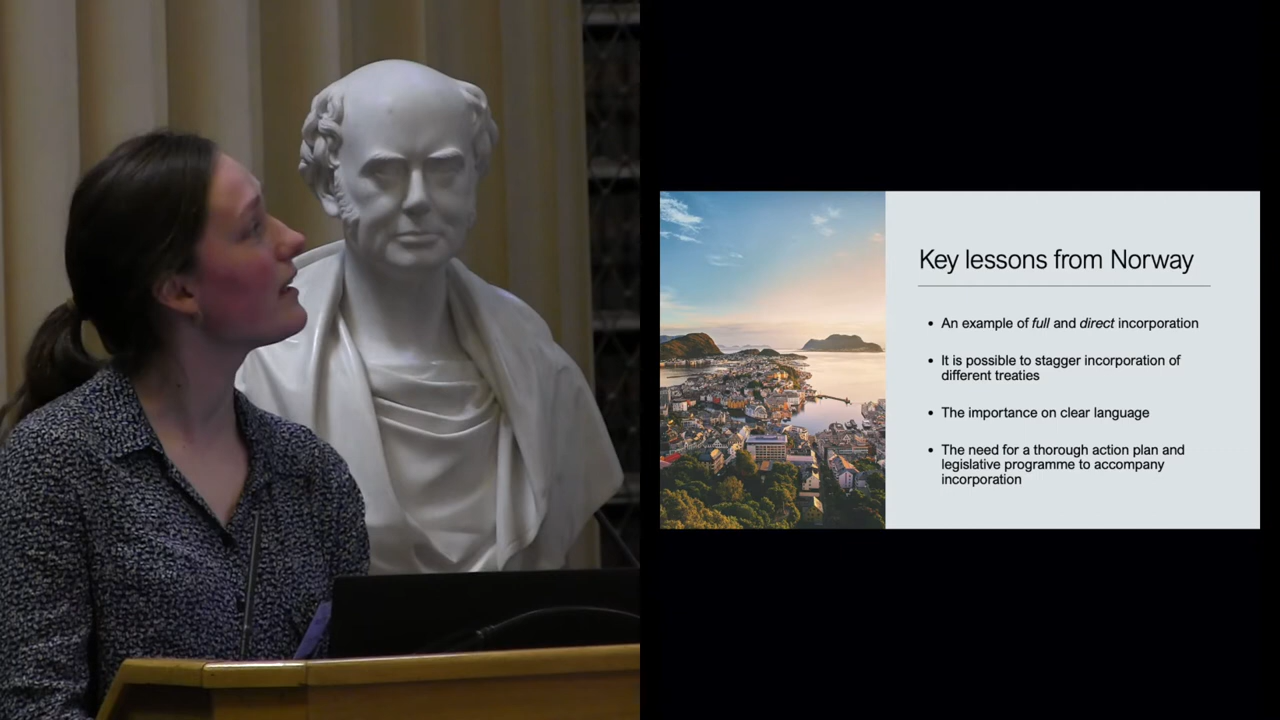 Key lessons from Norway
• An example of full and direct incorporation
• It is possible to stagger incorporation of
different treaties
• The importance on clear language
• The need for a thorough action plan and
legislative programme to accompany
incorporation